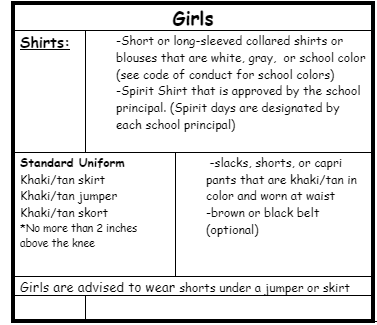 Girls
Shirts:
-Short or long-sleeved collared shirts or
blouses that are white, gray,  or school color
(see code of conduct for school colors)
-Spirit Shirt that is approved by the school
principal. (Spirit days are designated by
each school principal)
Standard Uniform
Khaki/tan skirt
Khaki/tan jumper
Khaki/tan skort
*No more than 2 inches
above the knee
-slacks, shorts, or capri
pants that are khaki/tan in
color and worn at waist
-brown or black belt
(optional)
Girls are advised to wear shorts under a jumper or skirt